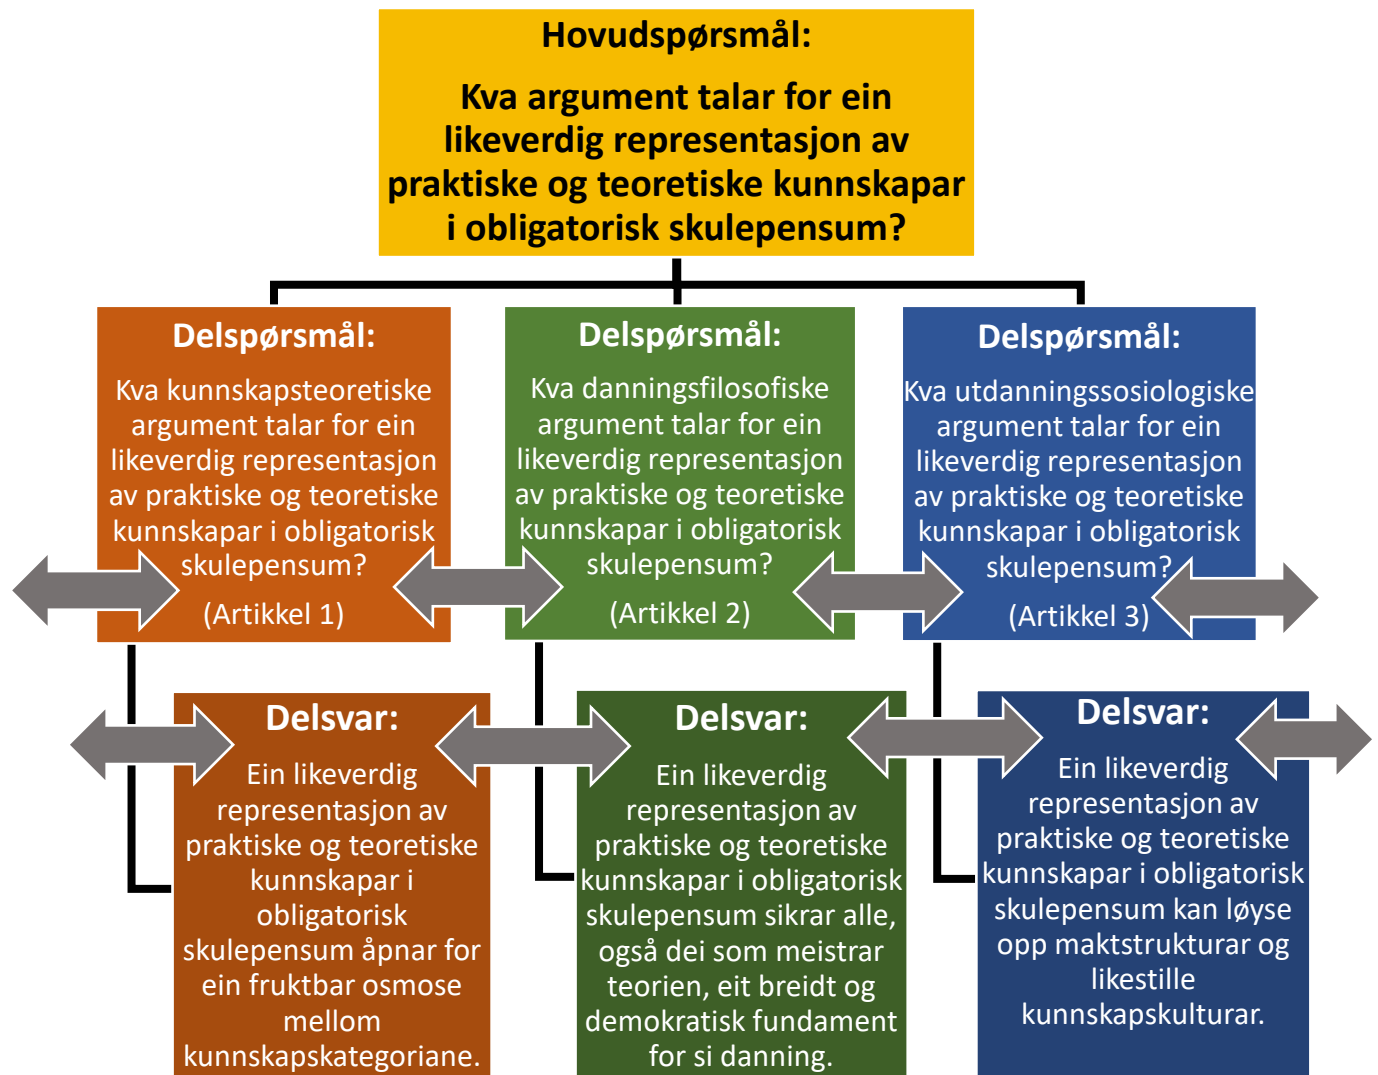 Hovudspørsmål:
Kva argument talar for ein
likeverdig representasjon av
praktiske og teoretiske kunnskapar
i obligatorisk skulepensum?
Delspørsmål:
Kva kunnskapsteoretiske
argument talar for ein
likeverdig representasjon
av praktiske og teoretiske
kunnskapar i obligatorisk
skulepensum?
(Artikkel 1)
Delspørsmål:
Kva danningsfilosofiske
argument talar for ein
likeverdig representasjon
av praktiske og teoretiske
kunnskapar i obligatorisk
skulepensum?
(Artikkel 2)
Delspørsmål:
Kva utdanningssosiologiske
argument talar for ein
likeverdig representasjon
av praktiske og teoretiske
kunnskapar i obligatorisk
skulepensum?
(Artikkel 3)
Delsvar:
Ein likeverdig
representasjon av
praktiske og teoretiske
kunnskapar i
obligatorisk
skulepensum åpnar for
ein fruktbar osmose
mellom
kunnskapskategoriane.
Delsvar:
Ein likeverdig
representasjon av
praktiske og teoretiske
kunnskapar i obligatorisk
skulepensum sikrar alle,
også dei som meistrar
teorien, eit breidt og
demokratisk fundament
for si danning.
Delsvar:
Ein likeverdig
representasjon av
praktiske og teoretiske
kunnskapar i obligatorisk
skulepensum kan løyse
opp maktstrukturar og
likestille
kunnskapskulturar.